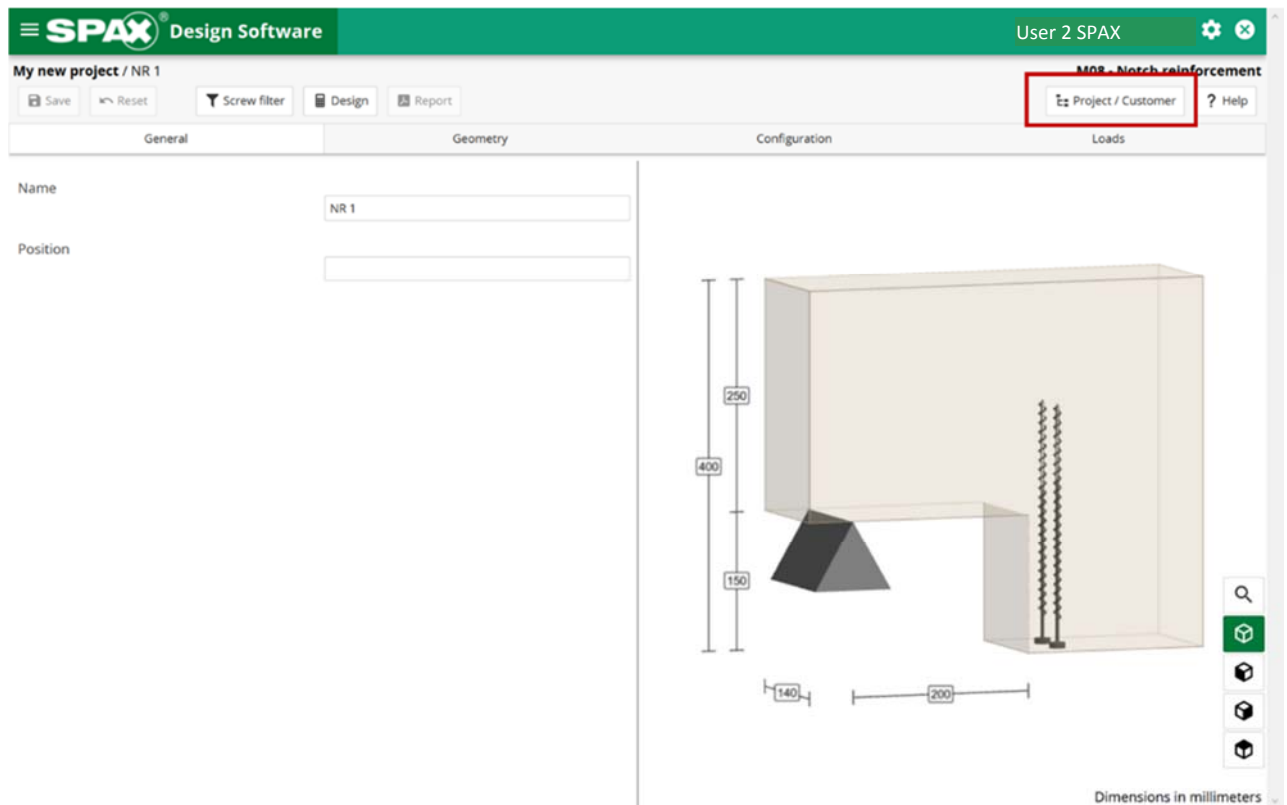 SPAX® Design Software
User 2 SPAX
My new project / NR 1
M08 - Notch reinforcement
Save
Reset
Screw filter
Design
Report
Project / Customer
? Help
General
Geometry
Configuration
Loads
Name
NR 1
Position
250
400
150
140
200
Dimensions in millimeters